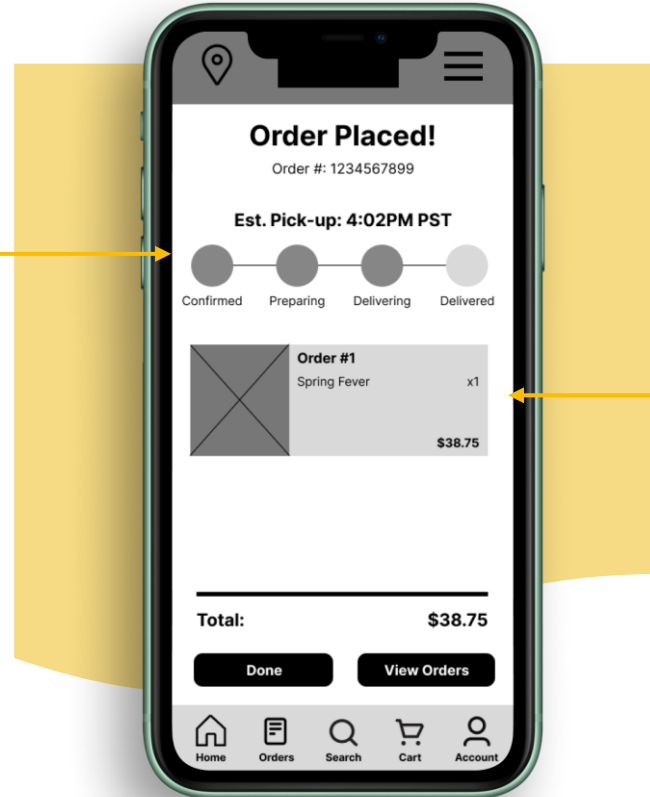 Order Placed!
Order #: 1234567899
Est. Pick-up: 4:02PM PST
Confirmed Preparing Delivering Delivered
Order #1
Spring Fever x1
$38.75
Total: $38.75
Done View Orders
Home Orders Search Cart Account